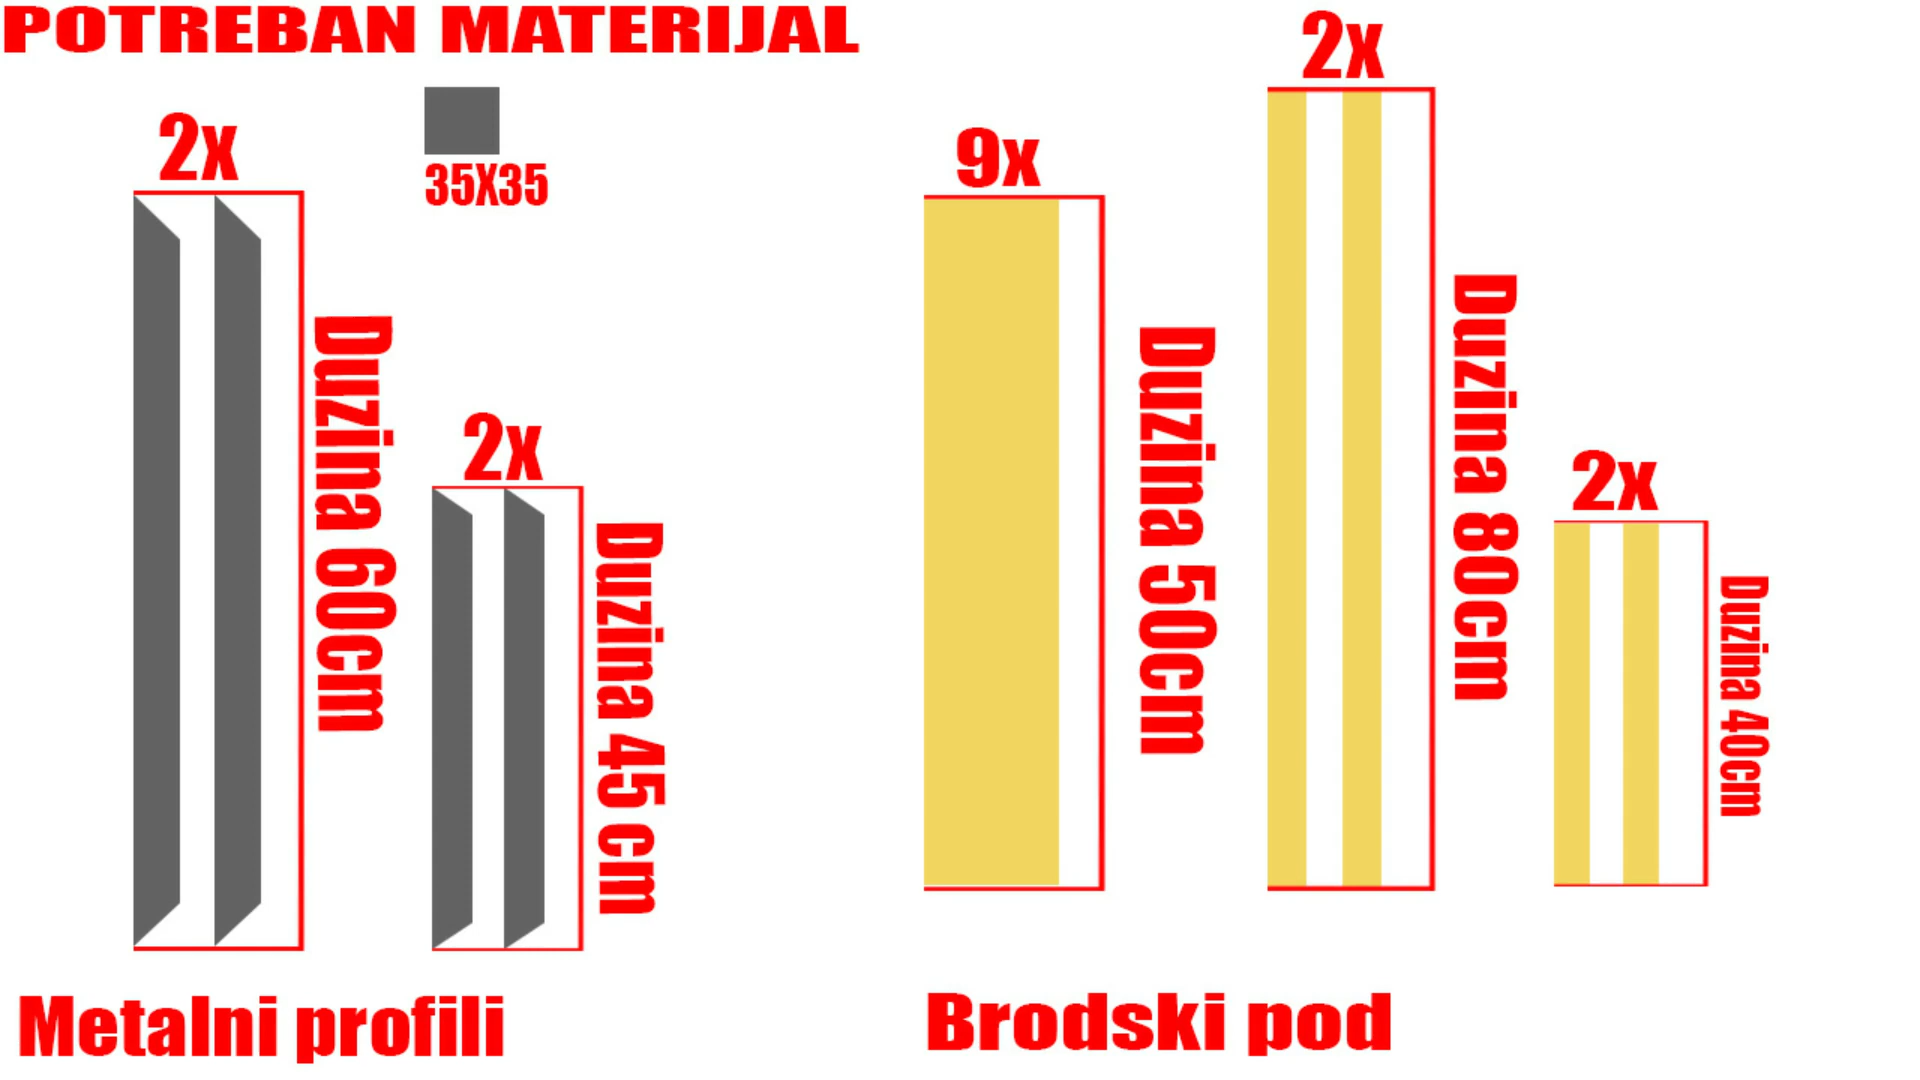 POTREBAN MATERIJAL
2x
35X35
Duzina 60cm
2x
Duzina 45 cm
Metalni profili
9x
Duzina 50cm
2x
Duzina 80cm
2x
Duzina 40cm
Brodski pod